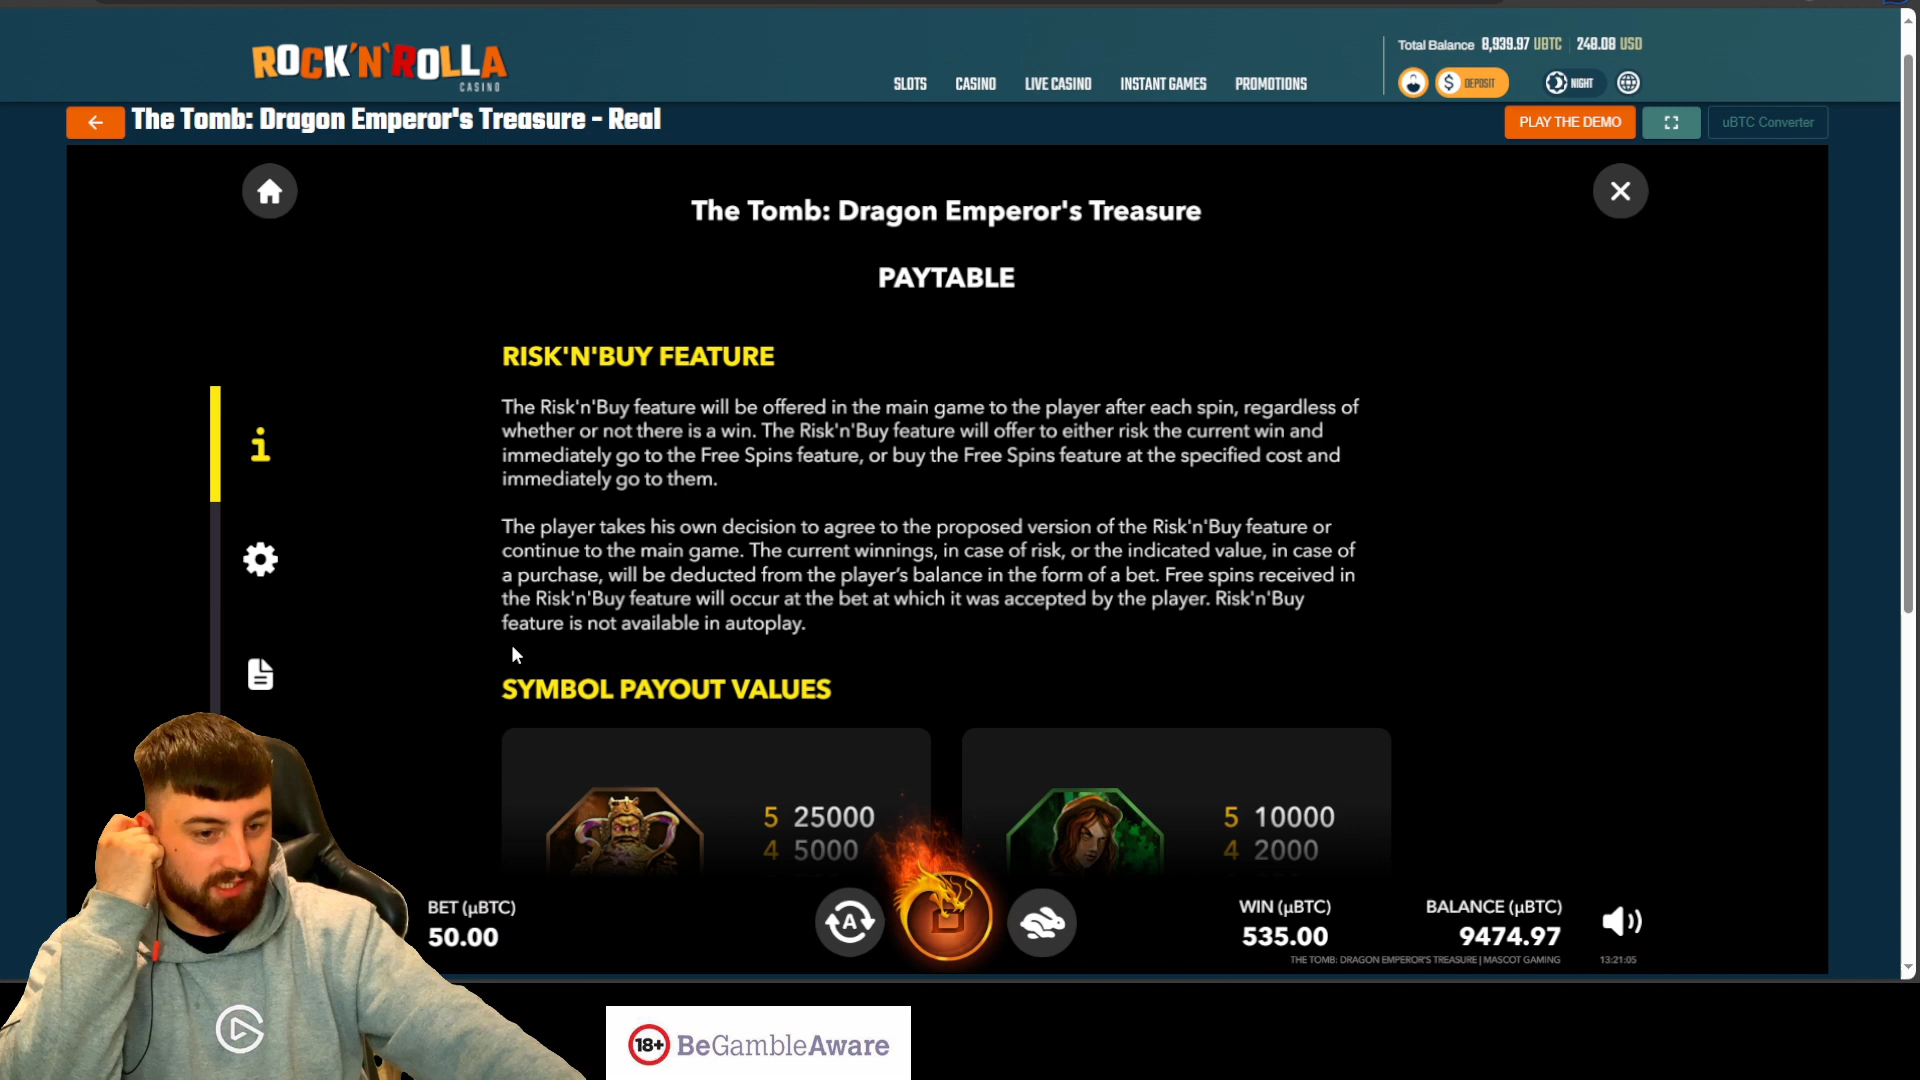 ROCK'N'ROLLA
CASINO
SLOTS CASINO LIVE CASINO INSTANT GAMES PROMOTIONS
Total Balance 8,939.97 UBTC 248.08 USD
$ DEPOSIT NIGHT
The Tomb: Dragon Emperor's Treasure - Real
PLAY THE DEMO
uBTC Converter
The Tomb: Dragon Emperor's Treasure
PAYTABLE
RISK'N'BUY FEATURE
The Risk'n'Buy feature will be offered in the main game to the player after each spin, regardless of
whether or not there is a win. The Risk'n'Buy feature will offer to either risk the current win and
immediately go to the Free Spins feature, or buy the Free Spins feature at the specified cost and
immediately go to them.
The player takes his own decision to agree to the proposed version of the Risk'n'Buy feature or
continue to the main game. The current winnings, in case of risk, or the indicated value, in case of
a purchase, will be deducted from the player's balance in the form of a bet. Free spins received in
the Risk'n'Buy feature will occur at the bet at which it was accepted by the player. Risk'n'Buy
feature is not available in autoplay.
SYMBOL PAYOUT VALUES
5 25000
4 5000
5 10000
4 2000
BET (µBTC)
50.00
A
WIN (µBTC)
535.00
BALANCE (µBTC)
9474.97
THE TOMB: DRAGON EMPEROR'S TREASURE | MASCOT GAMING
13:21:05
18+ BeGambleAware